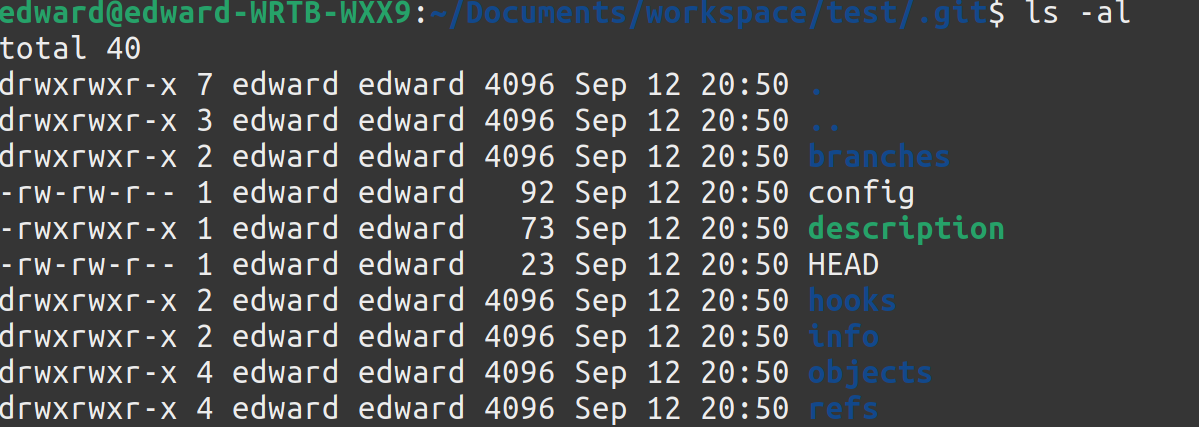 edward@edward-WRTB-WXX9:~/Documents/workspace/test/.git$ ls -al
total 40
drwxrwxr-x 7 edward edward 4096 Sep 12 20:50 .
drwxrwxr-x 3 edward edward 4096 Sep 12 20:50 ..
drwxrwxr-x 2 edward edward 4096 Sep 12 20:50 branches
-rw-rw-r-- 1 edward edward   92 Sep 12 20:50 config
-rwxrwxr-x 1 edward edward   73 Sep 12 20:50 description
-rw-rw-r-- 1 edward edward   23 Sep 12 20:50 HEAD
drwxrwxr-x 2 edward edward 4096 Sep 12 20:50 hooks
drwxrwxr-x 2 edward edward 4096 Sep 12 20:50 info
drwxrwxr-x 4 edward edward 4096 Sep 12 20:50 objects
drwxrwxr-x 4 edward edward 4096 Sep 12 20:50 refs